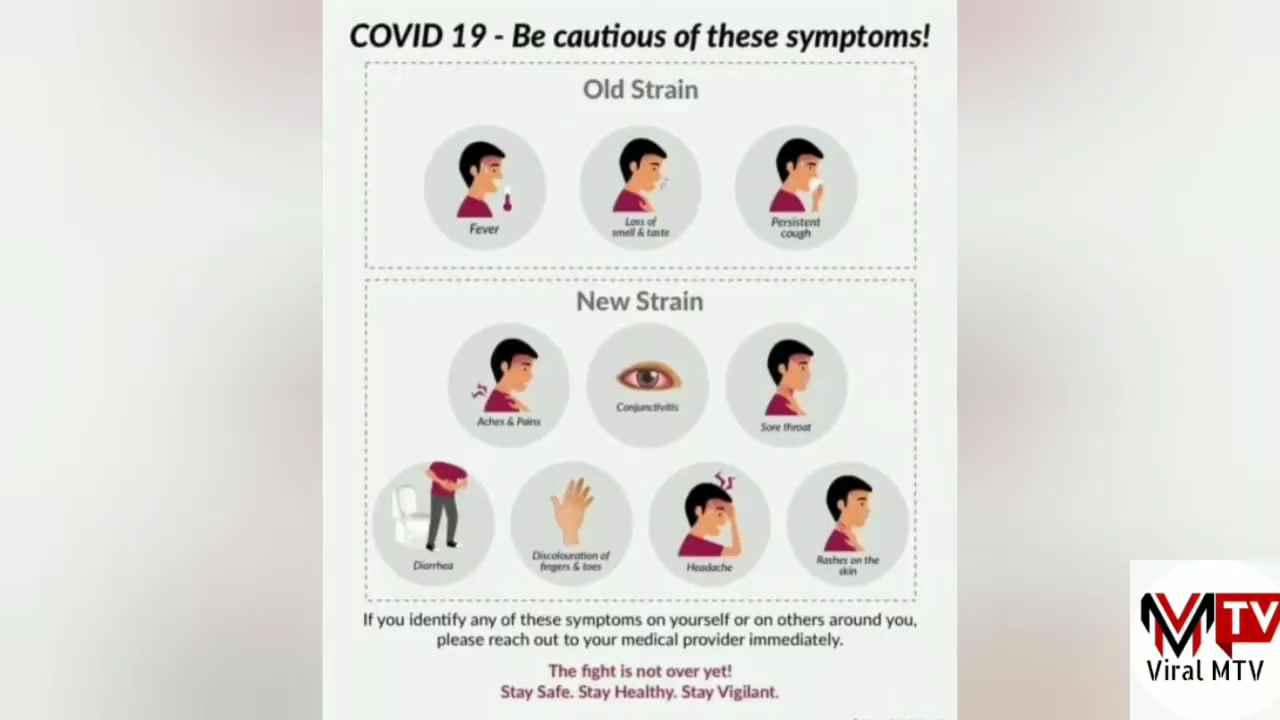 COVID 19 - Be cautious of these symptoms!
Old Strain
Fever
Loss of
smell & taste
Persistent
cough
New Strain
Aches & Pains
Conjunctivitis
Sore throat
Diarrhea
Discolouration of
fingers & toes
Headache
Rashes on the
skin
If you identify any of these symptoms on yourself or on others around you,
please reach out to your medical provider immediately.
The fight is not over yet!
Stay Safe. Stay Healthy. Stay Vigilant.
MTV
Viral MTV